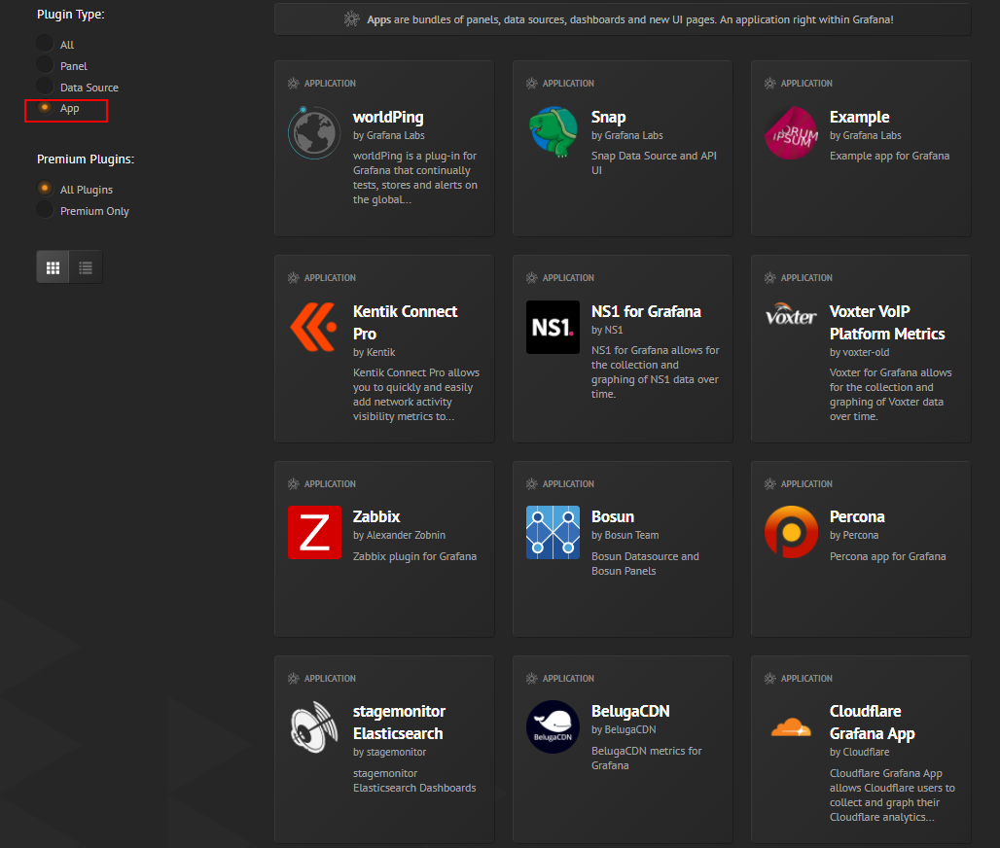 Plugin Type:
All
Panel
Data Source
App
Premium Plugins:
All Plugins
Premium Only
Apps are bundles of panels, data sources, dashboards and new UI pages. An application right within Grafana!
APPLICATION
worldPing
by Grafana Labs
worldPing is a plug-in for
Grafana that continually
tests, stores and alerts on
the global...
APPLICATION
Snap
by Grafana Labs
Snap Data Source and API
UI
APPLICATION
LORUM
IPSUM
Example
by Grafana Labs
Example app for Grafana
APPLICATION
Kentik Connect
Pro
by Kentik
Kentik Connect Pro allows
you to quickly and easily
add network activity
visibility metrics to...
APPLICATION
NS1.
NS1 for Grafana
by NS1
NS1 for Grafana allows for
the collection and
graphing of NS1 data over
time.
APPLICATION
Voxter
Voxter VoIP
Platform Metrics
by voxter-old
Voxter for Grafana allows
for the collection and
graphing of Voxter data
over time.
APPLICATION
Z
Zabbix
by Alexander Zobnin
Zabbix plugin for Grafana
APPLICATION
Bosun
by Bosun Team
Bosun Datasource and
Bosun Panels
APPLICATION
Percona
by Percona
Percona app for Grafana
APPLICATION
stagemonitor
Elasticsearch
by stagemonitor
stagemonitor
Elasticsearch Dashboards
APPLICATION
BelugaCDN
BelugaCDN
by BelugaCDN
BelugaCDN metrics for
Grafana
APPLICATION
Cloudflare
Grafana App
by Cloudflare
Cloudflare Grafana App
allows Cloudflare users to
collect and graph their
Cloudflare analytics...